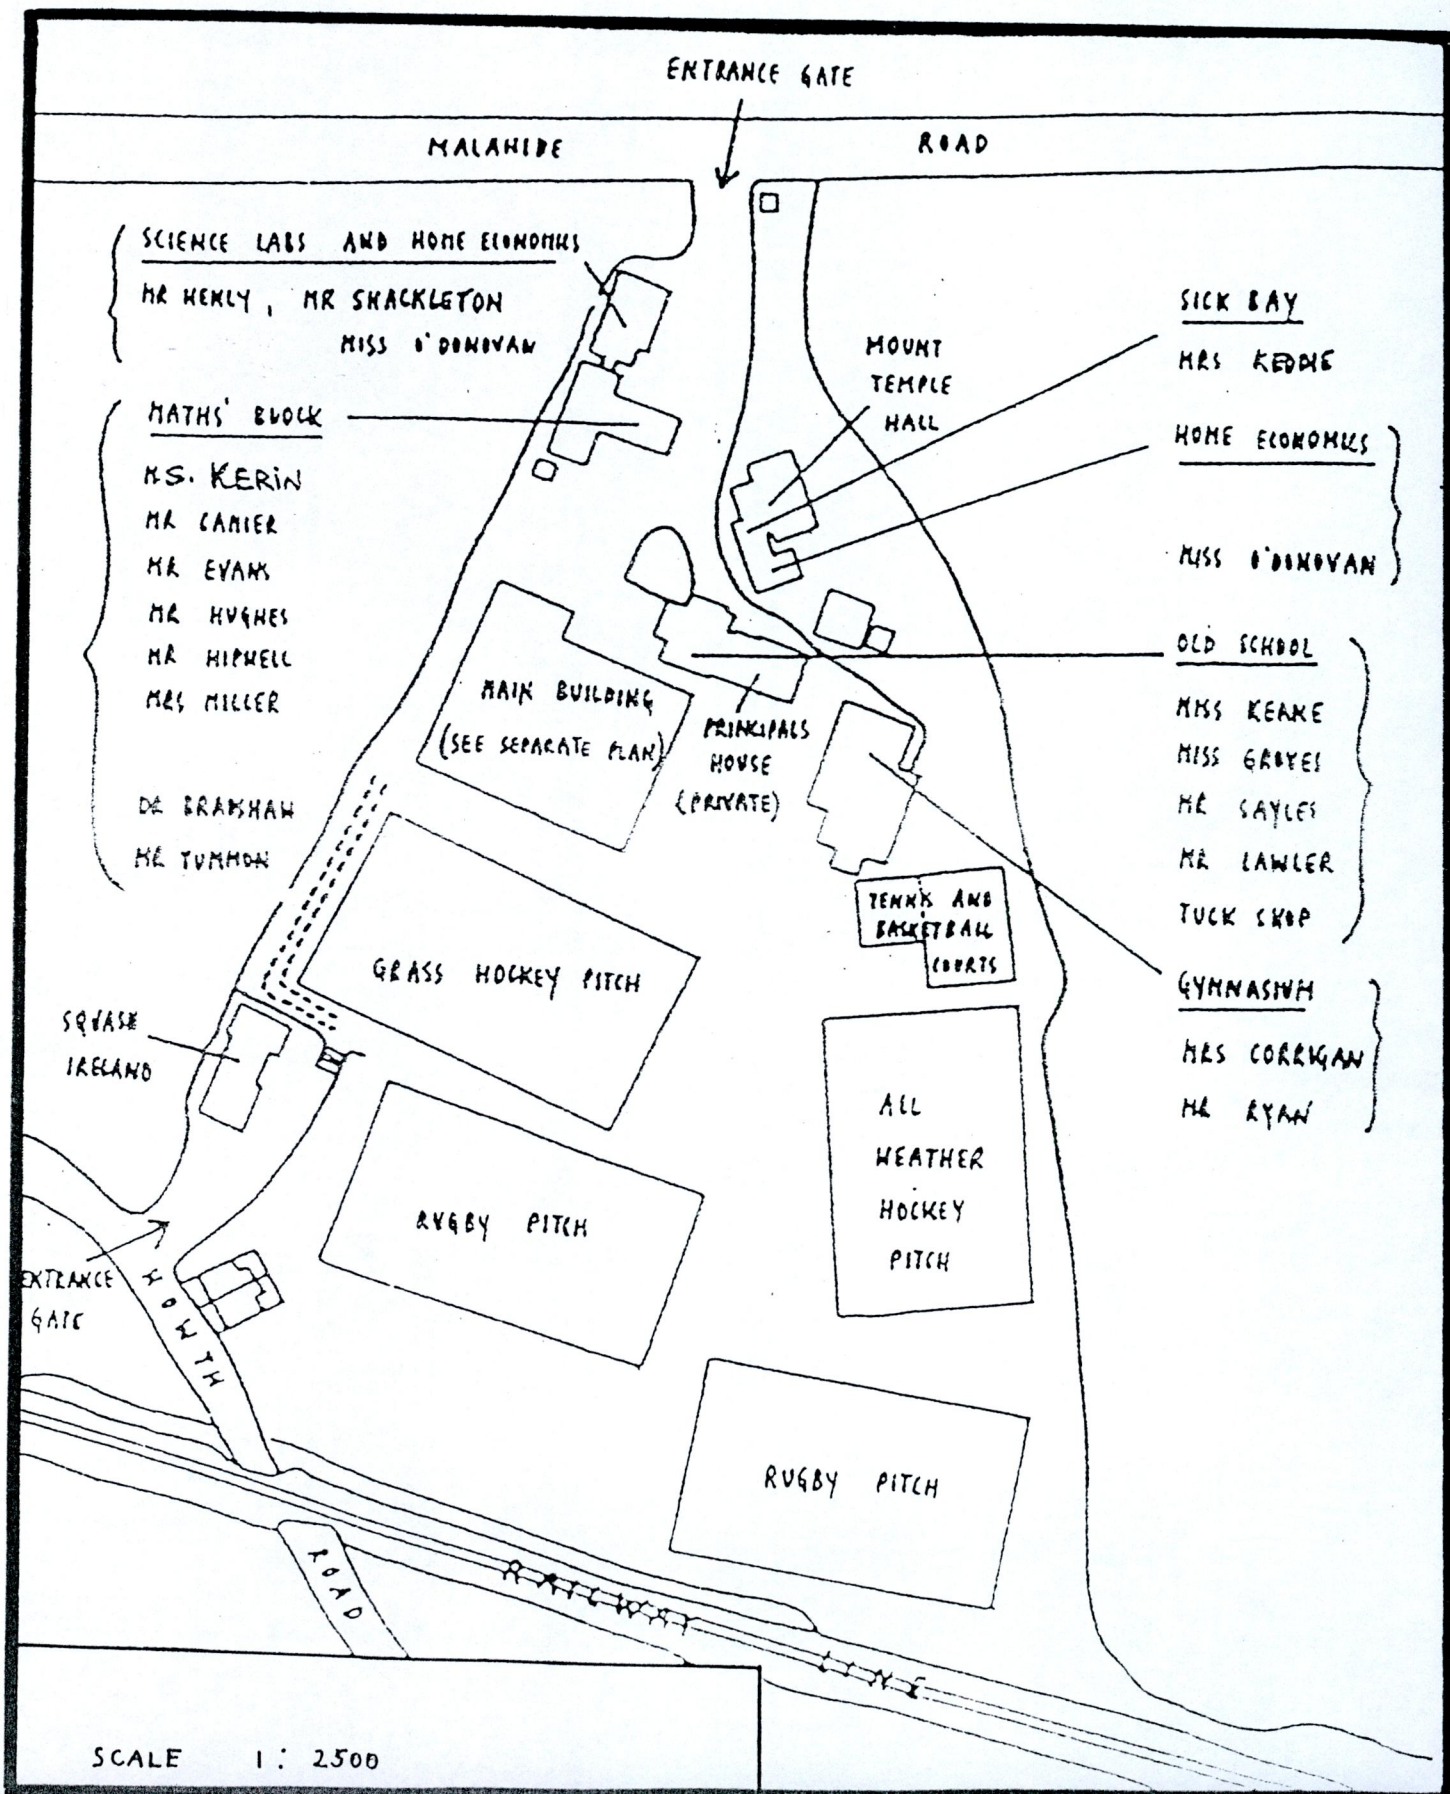 ENTRANCE GATE
MALAHIDE ROAD
SCIENCE LABS AND HOME ECONOMICS
MR HENLY, MR SHACKLETON
MISS O'DONOVAN
MATHS' BLOCK
MS. KERIN
MR CAMIER
MR EVANS
MR HUGHES
MR HIPWELL
MRS MILLER
DR BRADSHAW
MR TUMMON
MOUNT
TEMPLE
HALL
SICK BAY
MRS KEDDIE
HOME ECONOMICS
MISS O'DONOVAN
OLD SCHOOL
MISS KEANE
MISS GROVES
MR SAYLES
MR LAWLER
TUCK SHOP
GYMNASIUM
MRS CORRIGAN
MR RYAN
MAIN BUILDING
(SEE SEPARATE PLAN)
PRINCIPALS
HOUSE
(PRIVATE)
TENNIS AND
BASKETBALL
COURTS
GRASS HOCKEY PITCH
SQUASH
IRELAND
ALL
WEATHER
HOCKEY
PITCH
RUGBY PITCH
ENTRANCE
GATE
HOWTH
ROAD
RUGBY PITCH
RAILWAY LINE
SCALE 1: 2500